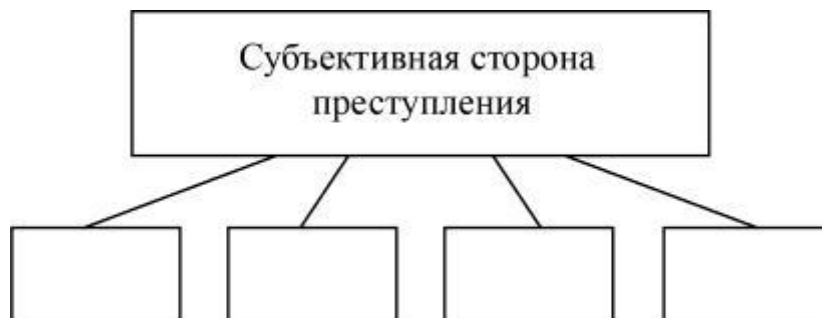 Субъективная сторона
преступления